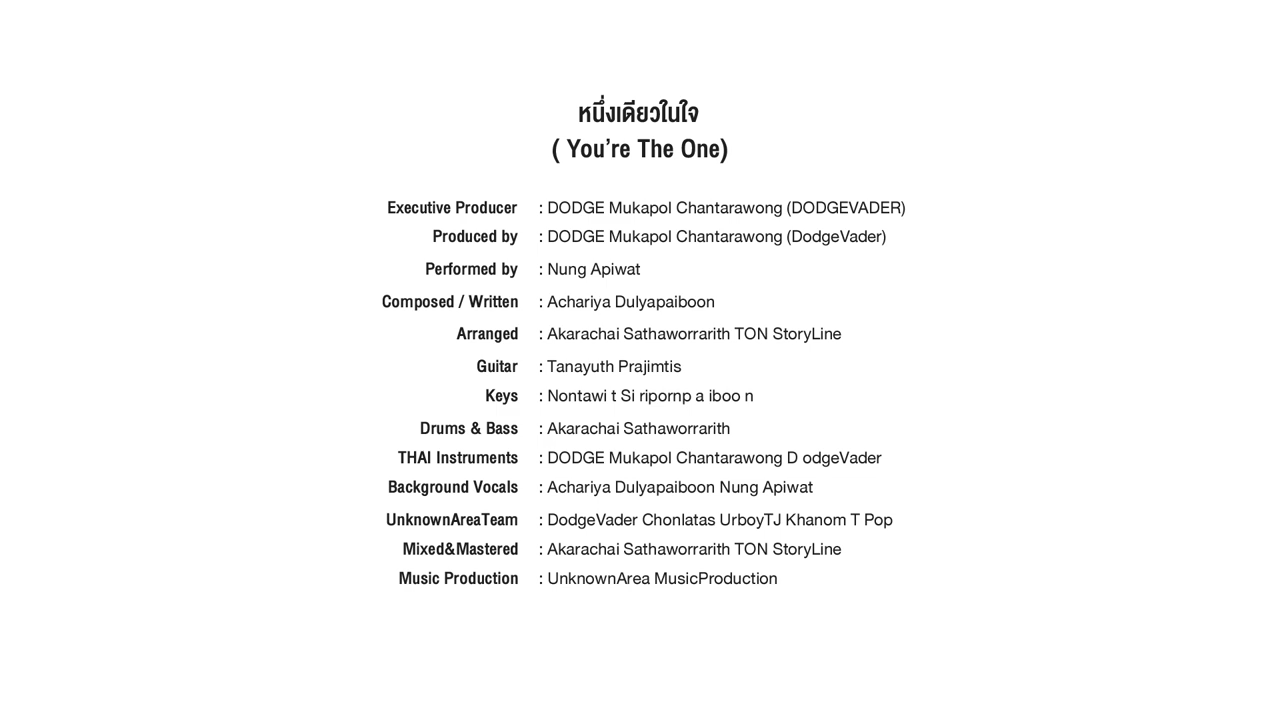 หนึ่งเดียวในใจ
( You’re The One)
Executive Producer : DODGE Mukapol Chantarawong (DODGEVADER)
Produced by : DODGE Mukapol Chantarawong (DodgeVader)
Performed by : Nung Apiwat
Composed / Written : Achariya Dulyapaiboon
Arranged : Akarachai Sathaworrarith TON StoryLine
Guitar : Tanayuth Prajimtis
Keys : Nontawi t Si ripornp a iboo n
Drums & Bass : Akarachai Sathaworrarith
THAI Instruments : DODGE Mukapol Chantarawong D odgeVader
Background Vocals : Achariya Dulyapaiboon Nung Apiwat
UnknownAreaTeam : DodgeVader Chonlatas UrboyTJ Khanom T Pop
Mixed&Mastered : Akarachai Sathaworrarith TON StoryLine
Music Production : UnknownArea MusicProduction